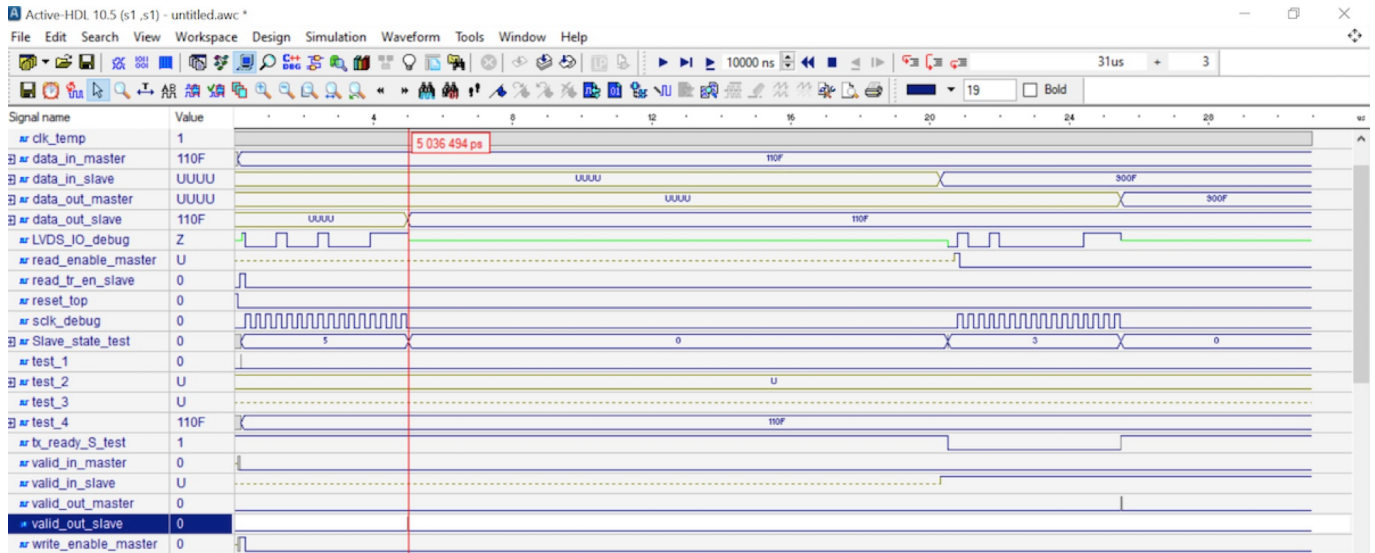 Active-HDL 10.5 (s1 ,s1) - untitled.awc *
File Edit Search View Workspace Design Simulation Waveform Tools Window Help
10000 ns 31us + 3
19 Bold
Signal name Value 4 8 12 16 20 24 28 us
clk_temp 1 5 036 494 ps
data_in_master 110F 110F
data_in_slave UUUU UUUU 900F
data_out_master UUUU UUUU 900F
data_out_slave 110F UUUU 110F
LVDS_IO_debug Z
read_enable_master U
read_tr_en_slave 0
reset_top 0
sclk_debug 0
Slave_state_test 0 5 0 3 0
test_1 0
test_2 U U
test_3 U
test_4 110F 110F
tx_ready_S_test 1
valid_in_master 0
valid_in_slave U
valid_out_master 0
valid_out_slave 0
write_enable_master 0